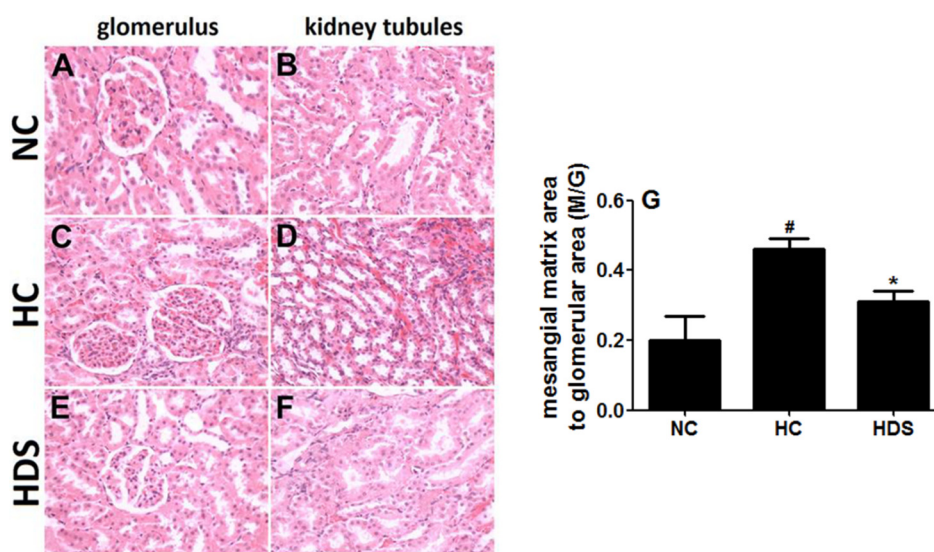 glomerulus
kidney tubules
NC
A
B
HC
C
D
HDS
E
F
G
mesangial matrix area
to glomerular area (M/G)
0.6
0.4
0.2
0.0
#
*
NC
HC
HDS